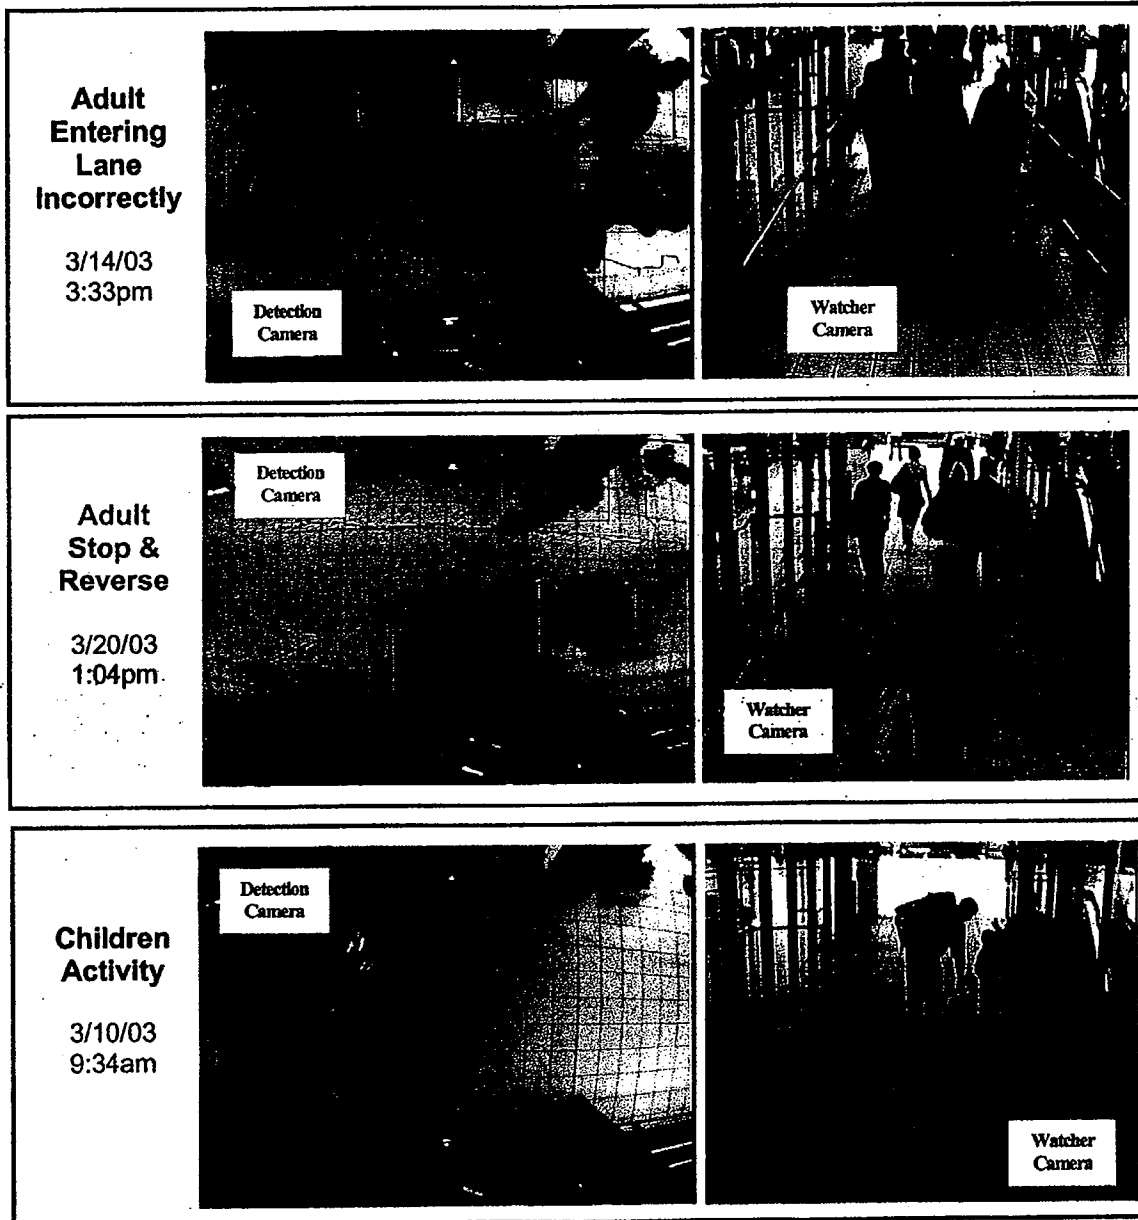 Adult
Entering
Lane
Incorrectly
3/14/03
3:33pm
Detection
Camera
Watcher
Camera
Adult
Stop &
Reverse
3/20/03
1:04pm
Detection
Camera
Watcher
Camera
Children
Activity
3/10/03
9:34am
Detection
Camera
Watcher
Camera